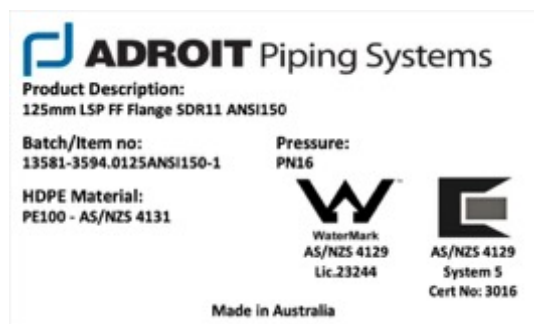 ADROIT Piping Systems
Product Description:
125mm LSP FF Flange SDR11 ANSI150
Batch/Item no:
13581-3594.0125ANSI150-1
Pressure:
PN16
HDPE Material:
PE100 - AS/NZS 4131
WaterMark
AS/NZS 4129
Lic.23244
AS/NZS 4129
System 5
Cert No: 3016
Made in Australia